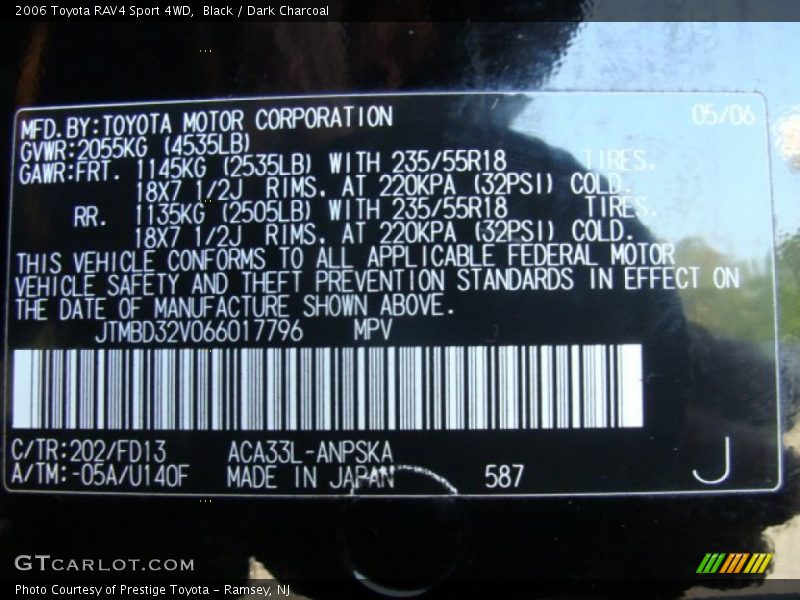 2006 Toyota RAV4 Sport 4WD,  Black / Dark Charcoal
05/06
MFD.BY:TOYOTA MOTOR CORPORATION
GVWR:2055KG (4535LB)
GAWR:FRT. 1145KG (2535LB) WITH 235/55R18 TIRES.
18X7 1/2J RIMS. AT 220KPA (32PSI) COLD.
RR. 1135KG (2505LB) WITH 235/55R18 TIRES.
18X7 1/2J RIMS. AT 220KPA (32PSI) COLD.
THIS VEHICLE CONFORMS TO ALL APPLICABLE FEDERAL MOTOR
VEHICLE SAFETY AND THEFT PREVENTION STANDARDS IN EFFECT ON
THE DATE OF MANUFACTURE SHOWN ABOVE.
JTMBD32V066017796 MPV
C/TR:202/FD13 ACA33L-ANPSKA
A/TM:-05A/U140F MADE IN JAPAN 587 J
GTCARLOT.COM
Photo Courtesy of Prestige Toyota - Ramsey, NJ